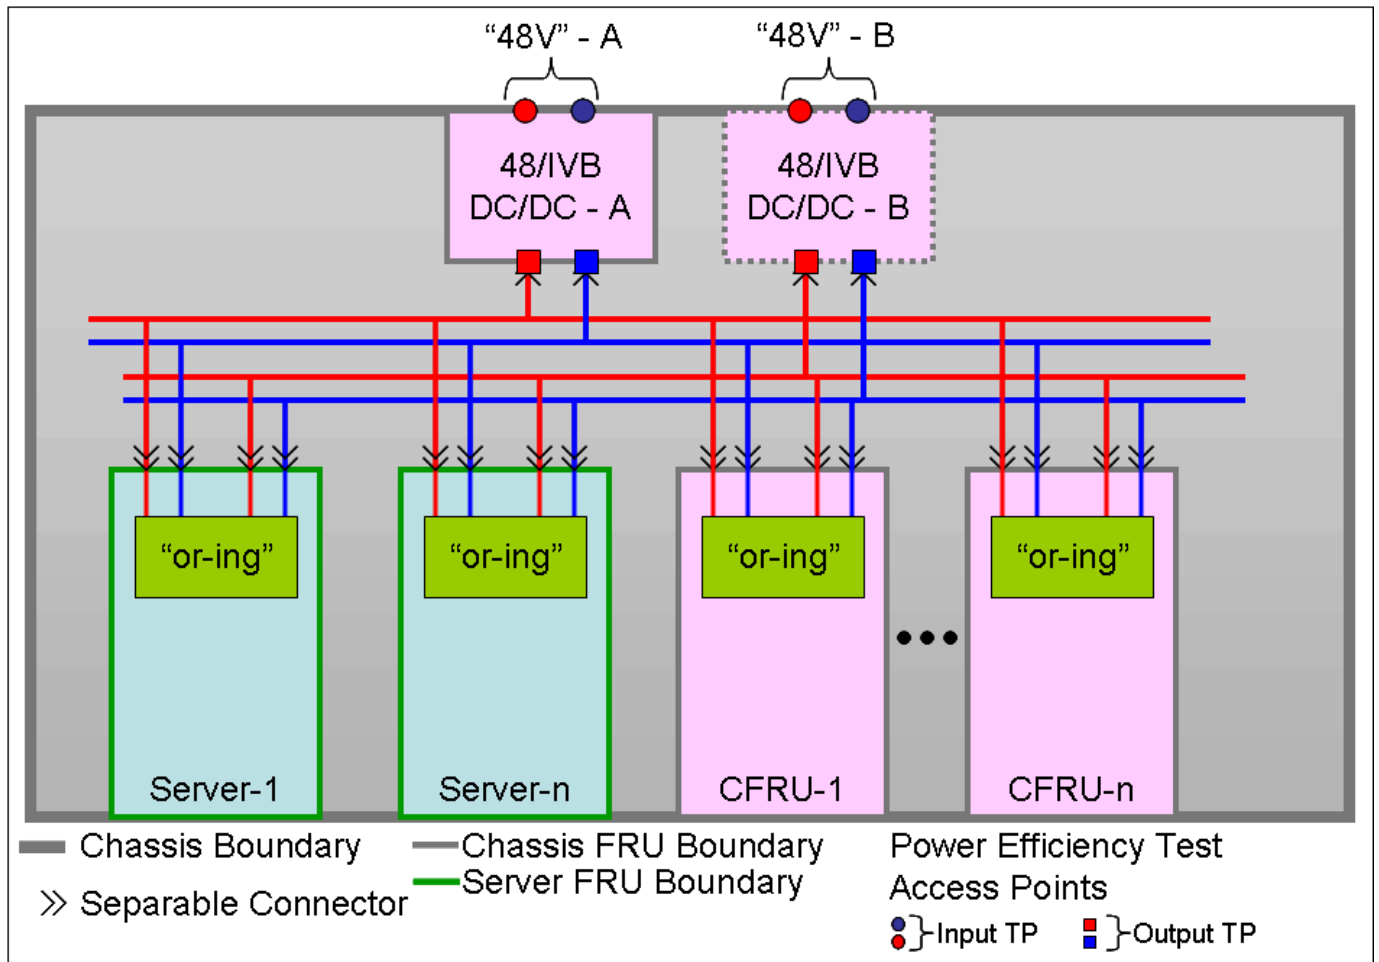 “48V” - A
“48V” - B
48/IVB
DC/DC - A
48/IVB
DC/DC - B
“or-ing”
“or-ing”
“or-ing”
“or-ing”
Server-1
Server-n
CFRU-1
CFRU-n
Chassis Boundary
Separable Connector
Chassis FRU Boundary
Server FRU Boundary
Power Efficiency Test
Access Points
Input TP
Output TP